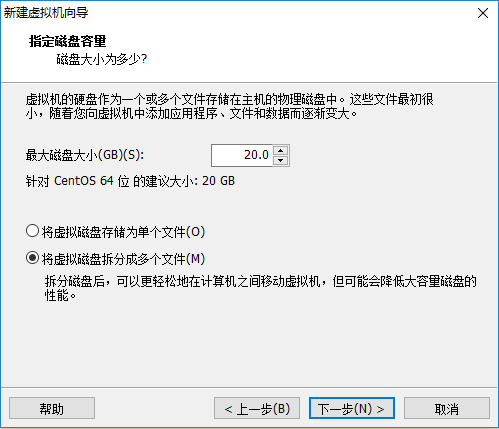 新建虚拟机向导
指定磁盘容量
磁盘大小为多少?
虚拟机的硬盘作为一个或多个文件存储在主机的物理磁盘中。这些文件最初很
小，随着您向虚拟机中添加应用程序、文件和数据而逐渐变大。
最大磁盘大小(GB)(S): 20.0
针对 CentOS 64 位 的建议大小: 20 GB
将虚拟磁盘存储为单个文件(O)
将虚拟磁盘拆分成多个文件(M)
拆分磁盘后，可以更轻松地在计算机之间移动虚拟机，但可能会降低大容量磁盘的
性能。
帮助 < 上一步(B) 下一步(N) > 取消